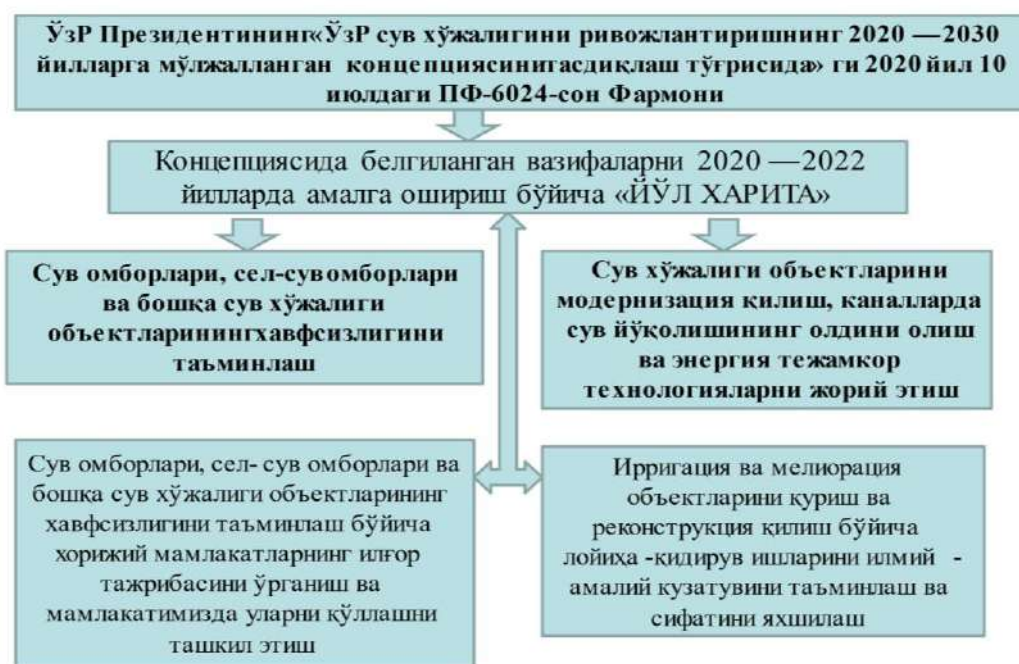 ЎзР Президентининг«ЎзР сув хўжалигини ривожлантиришнинг 2020 —2030
йилларга мўлжалланган концепциясинитасдиқлаш тўғрисида» ги 2020 йил 10
июлдаги ПФ-6024-сон Фармони
Концепциясида белгиланган вазифаларни 2020 —2022
йилларда амалга ошириш бўйича «ЙЎЛ ХАРИТА»
Сув омборлари, сел-сувомборлари
ва бошқа сув хўжалиги
объектларинингхавфсизлигини
таъминлаш
Сув хўжалиги объектларини
модернизация қилиш, каналларда
сув йўқолишининг олдини олиш
ва энергия тежамкор
технологияларни жорий этиш
Сув омборлари, сел- сув омборлари ва
бошқа сув хўжалиги объектларининг
хавфсизлигини таъминлаш бўйича
хорижий мамлакатларнинг илғор
тажрибасини ўрганиш ва
мамлакатимизда уларни қўллашни
ташкил этиш
Ирригация ва мелиорация
объектларини қуриш ва
реконструкция қилиш бўйича
лойиҳа -қидирув ишларини илмий -
амалий кузатувини таъминлаш ва
сифатини яхшилаш